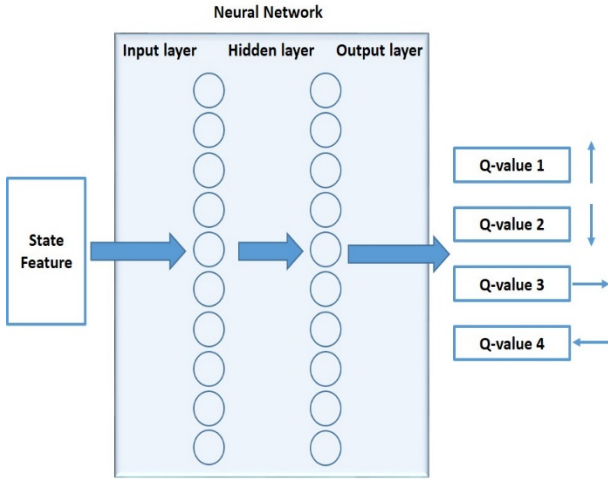 Neural Network
Input layer
Hidden layer
Output layer
State
Feature
Q-value 1
Q-value 2
Q-value 3
Q-value 4